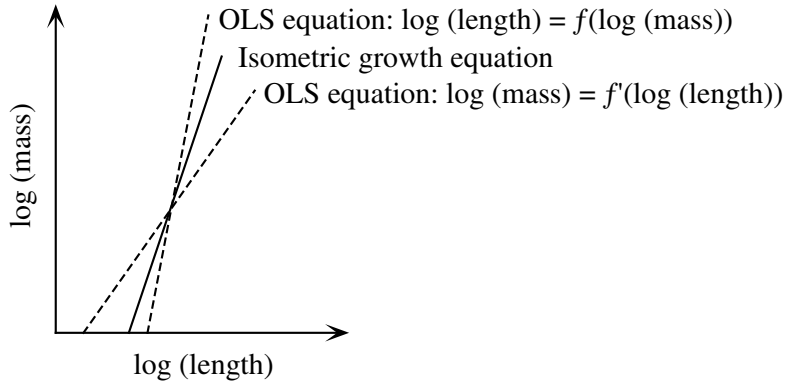 OLS equation: log (length) = f(log (mass))
Isometric growth equation
OLS equation: log (mass) = f'(log (length))
log (mass)
log (length)